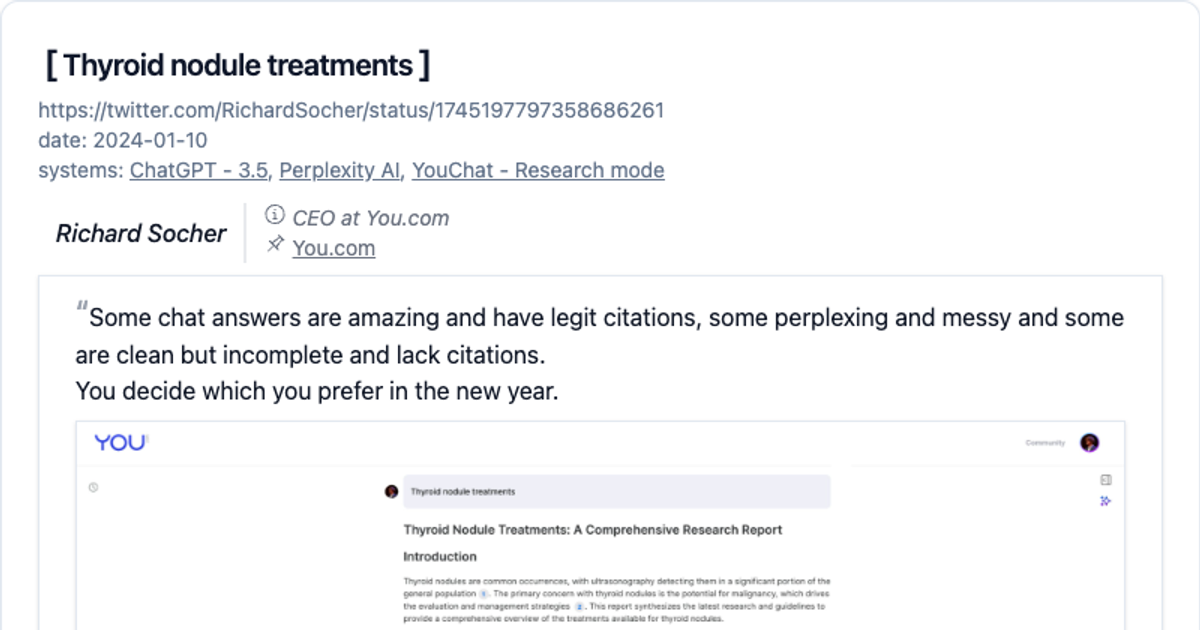 [ Thyroid nodule treatments ]
https://twitter.com/RichardSocher/status/1745197797358686261
date: 2024-01-10
systems: ChatGPT - 3.5, Perplexity AI, YouChat - Research mode
Richard Socher
CEO at You.com
You.com
"Some chat answers are amazing and have legit citations, some perplexing and messy and some
are clean but incomplete and lack citations.
You decide which you prefer in the new year.
YOU
Community
Thyroid nodule treatments
Thyroid Nodule Treatments: A Comprehensive Research Report
Introduction
Thyroid nodules are common occurrences, with ultrasonography detecting them in a significant portion of the
general population 1. The primary concern with thyroid nodules is the potential for malignancy, which drives
the evaluation and management strategies 2. This report synthesizes the latest research and guidelines to
provide a comprehensive overview of the treatments available for thyroid nodules.